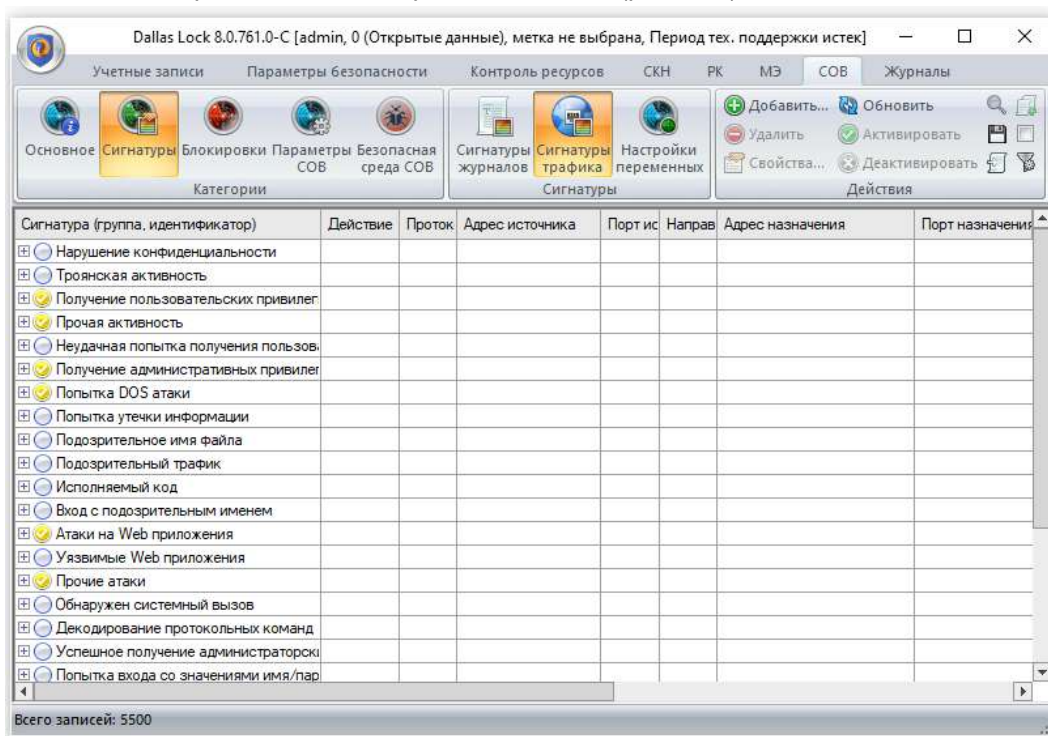 Dallas Lock 8.0.761.0-C [admin, 0 (Открытые данные), метка не выбрана, Период тех. поддержки истек]
Учетные записи Параметры безопасности Контроль ресурсов СКН РК МЭ СОВ Журналы
Основное Сигнатуры Блокировки Параметры СОВ Безопасная среда СОВ
Категории
Сигнатуры журналов Сигнатуры трафика Настройки переменных
Сигнатуры
Добавить... Обновить
Удалить Активировать
Свойства... Деактивировать
Действия
Сигнатура (группа, идентификатор) Действие Проток Адрес источника Порт ис Направ Адрес назначения Порт назначения
Нарушение конфиденциальности
Троянская активность
Получение пользовательских привилег
Прочая активность
Неудачная попытка получения пользов
Получение административных привилег
Попытка DOS атаки
Попытка утечки информации
Подозрительное имя файла
Подозрительный трафик
Исполняемый код
Вход с подозрительным именем
Атаки на Web приложения
Уязвимые Web приложения
Прочие атаки
Обнаружен системный вызов
Декодирование протокольных команд
Успешное получение администраторск
Попытка входа со значениями имя/пар
Всего записей: 5500